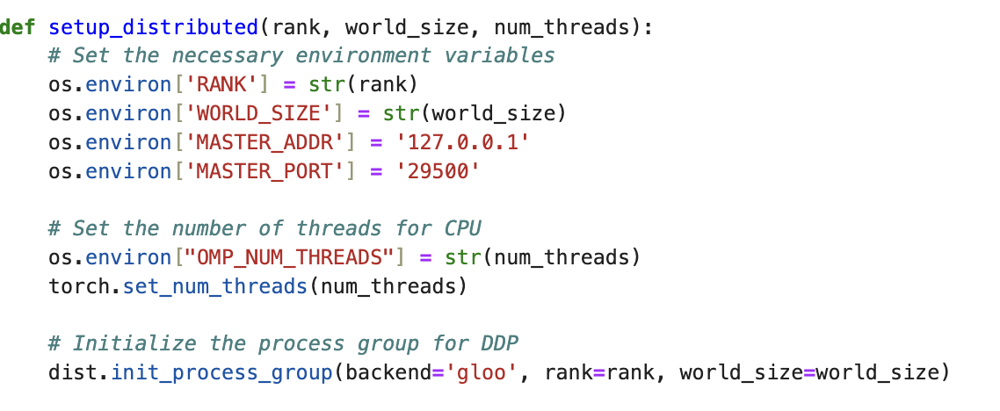 def setup_distributed(rank, world_size, num_threads):
    # Set the necessary environment variables
    os.environ['RANK'] = str(rank)
    os.environ['WORLD_SIZE'] = str(world_size)
    os.environ['MASTER_ADDR'] = '127.0.0.1'
    os.environ['MASTER_PORT'] = '29500'

    # Set the number of threads for CPU
    os.environ["OMP_NUM_THREADS"] = str(num_threads)
    torch.set_num_threads(num_threads)

    # Initialize the process group for DDP
    dist.init_process_group(backend='gloo', rank=rank, world_size=world_size)